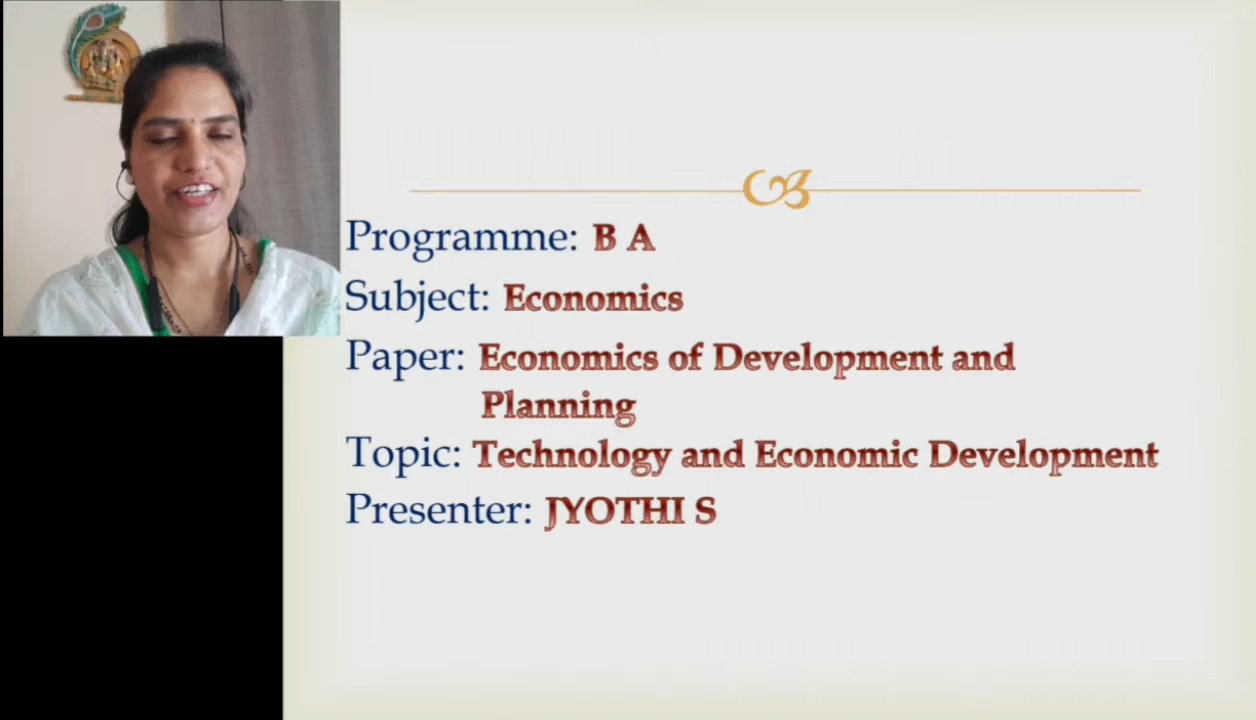 Programme: B A
Subject: Economics
Paper: Economics of Development and
Planning
Topic: Technology and Economic Development
Presenter: JYOTHI S